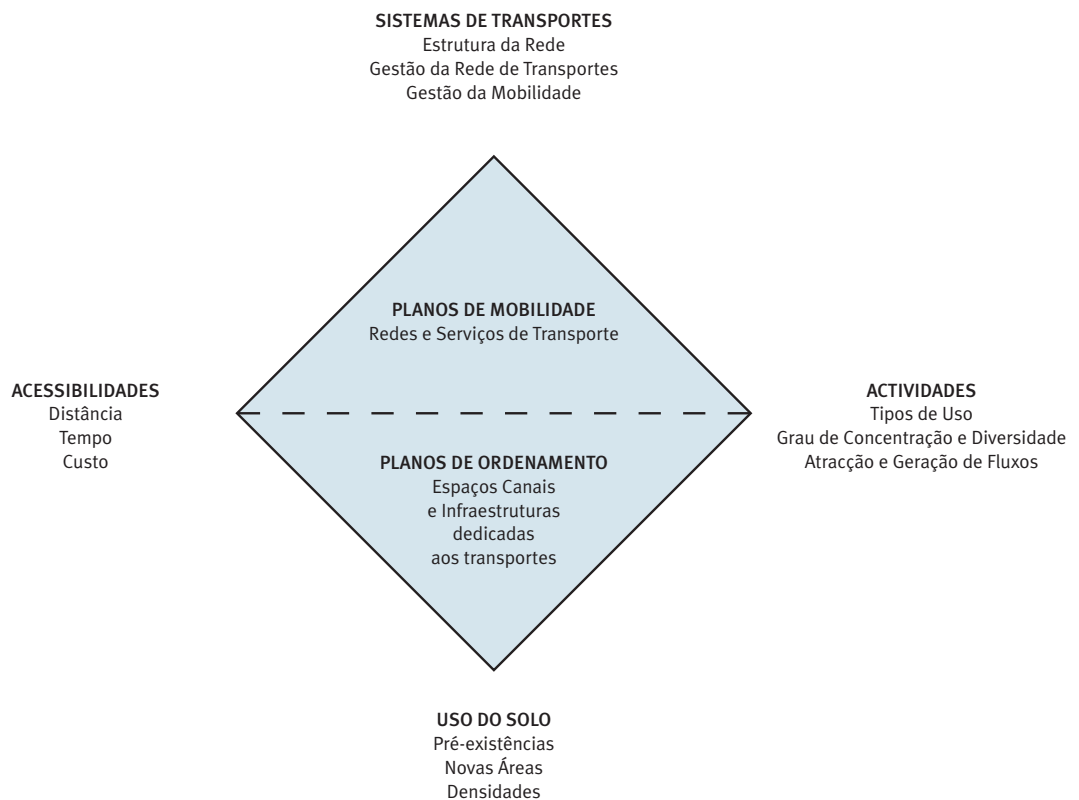 SISTEMAS DE TRANSPORTES
Estrutura da Rede
Gestão da Rede de Transportes
Gestão da Mobilidade
PLANOS DE MOBILIDADE
Redes e Serviços de Transporte
ACESSIBILIDADES
Distância
Tempo
Custo
ACTIVIDADES
Tipos de Uso
Grau de Concentração e Diversidade
Atracção e Geração de Fluxos
PLANOS DE ORDENAMENTO
Espaços Canais
e Infraestruturas
dedicadas
aos transportes
USO DO SOLO
Pré-existências
Novas Áreas
Densidades